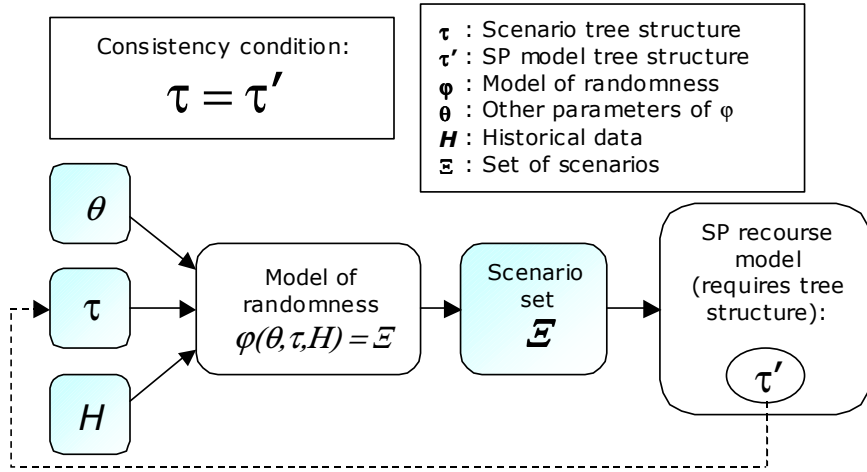 Consistency condition:
τ = τ′
τ : Scenario tree structure
τ′ : SP model tree structure
φ : Model of randomness
θ : Other parameters of φ
H : Historical data
Ξ : Set of scenarios
θ
τ
H
Model of
randomness
φ(θ,τ,H) = Ξ
Scenario
set
Ξ
SP recourse
model
(requires tree
structure):
τ′